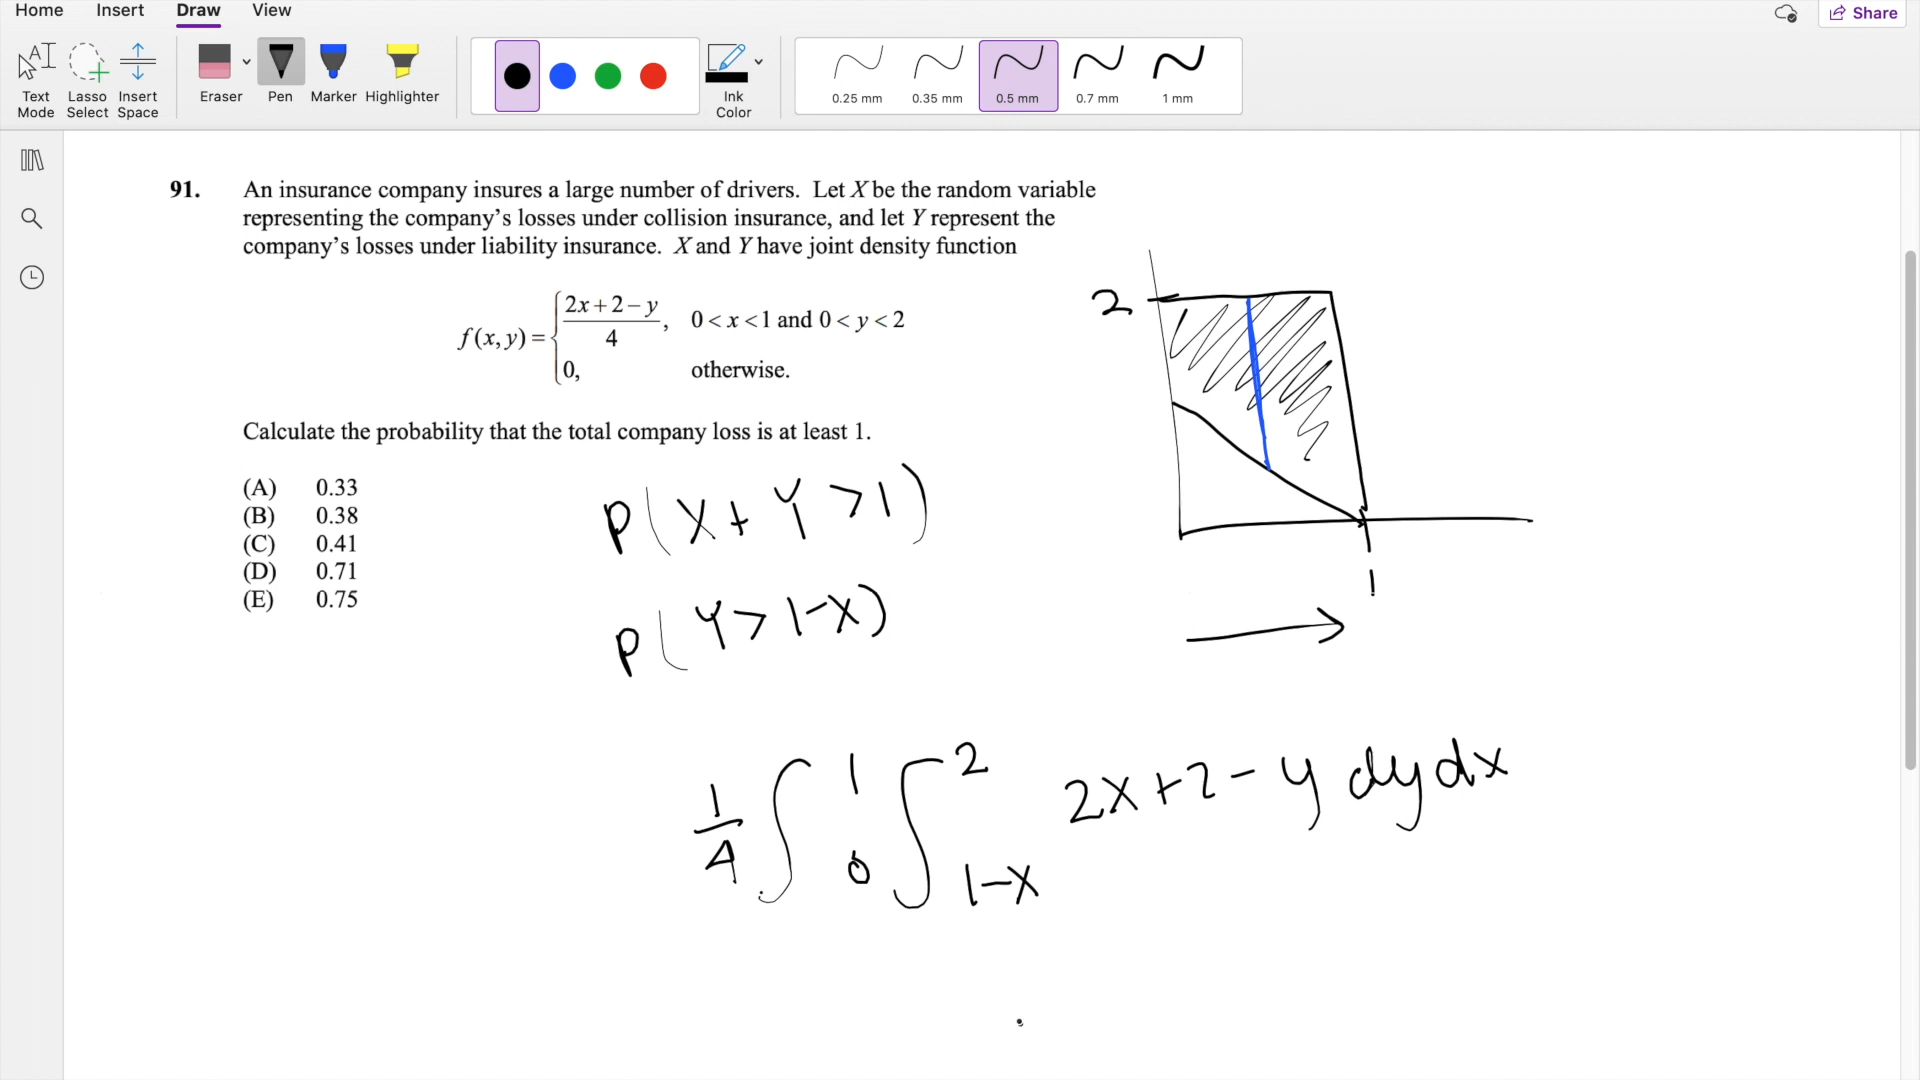 Home Insert Draw View
Share
Text Mode
Lasso Select
Insert Space
Eraser
Pen
Marker
Highlighter
Ink Color
0.25 mm
0.35 mm
0.5 mm
0.7 mm
1 mm
91. An insurance company insures a large number of drivers. Let X be the random variable
representing the company's losses under collision insurance, and let Y represent the
company's losses under liability insurance. X and Y have joint density function
f(x, y) = { (2x+2−y)/4, 0 < x < 1 and 0 < y < 2
0, otherwise.
Calculate the probability that the total company loss is at least 1.
(A) 0.33
(B) 0.38
(C) 0.41
(D) 0.71
(E) 0.75
2
1
P(X + Y > 1)
P(Y > 1-X)
1/4 ∫ 1 0 ∫ 2 1-X 2X+2-y dy dx